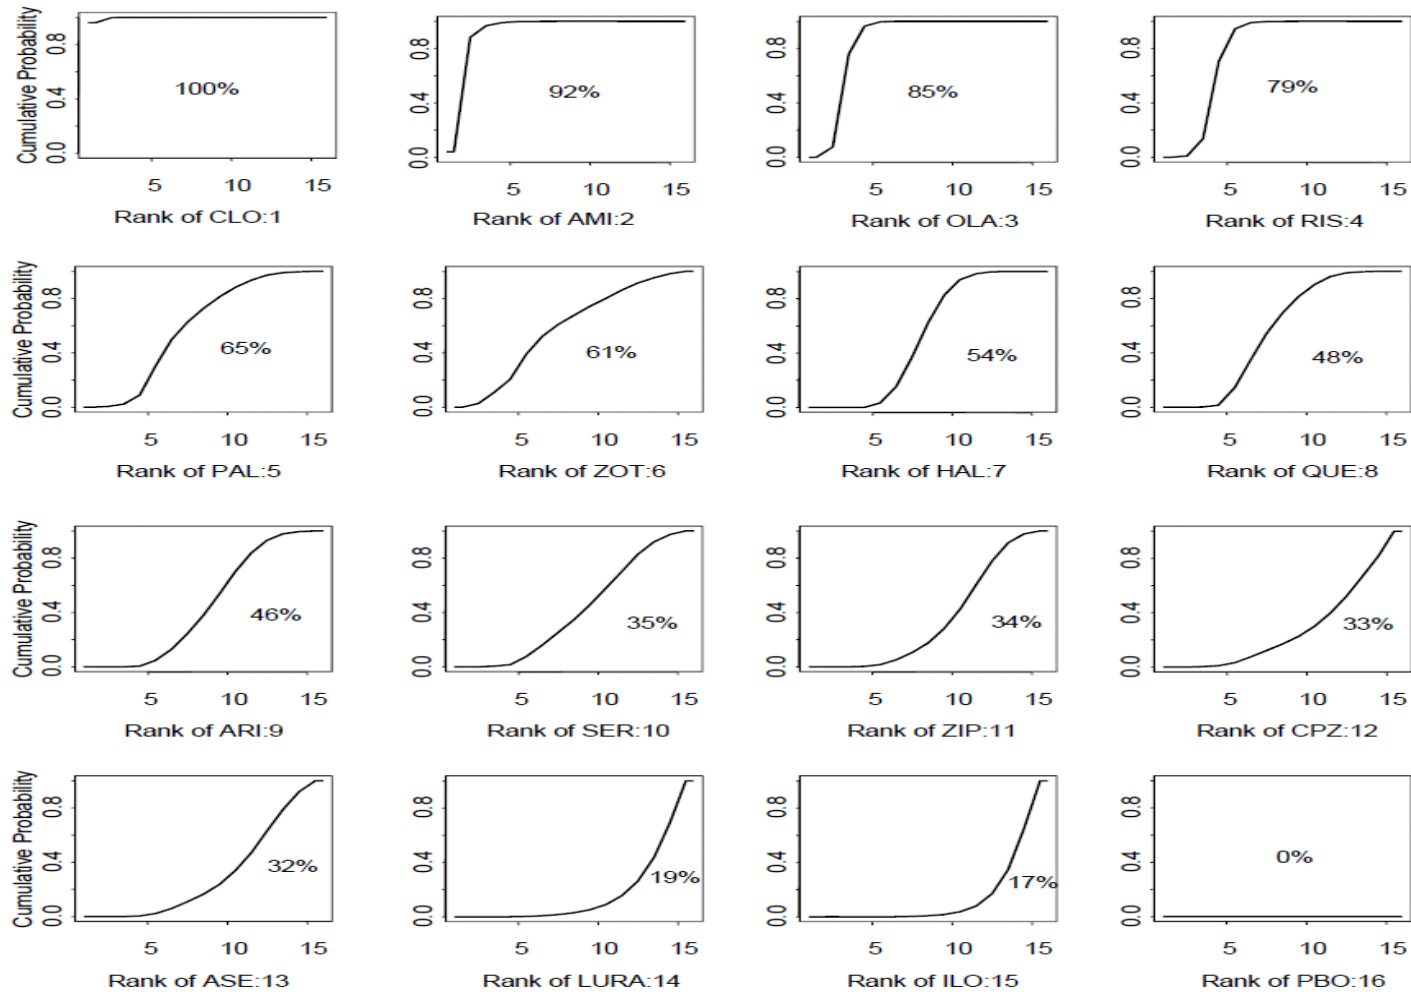 Cumulative Probability
0.0 0.4 0.8
100%
5 10 15
Rank of CLO:1
0.0 0.4 0.8
92%
5 10 15
Rank of AMI:2
0.0 0.4 0.8
85%
5 10 15
Rank of OLA:3
0.0 0.4 0.8
79%
5 10 15
Rank of RIS:4
Cumulative Probability
0.0 0.4 0.8
65%
5 10 15
Rank of PAL:5
0.0 0.4 0.8
61%
5 10 15
Rank of ZOT:6
0.0 0.4 0.8
54%
5 10 15
Rank of HAL:7
0.0 0.4 0.8
48%
5 10 15
Rank of QUE:8
Cumulative Probability
0.0 0.4 0.8
46%
5 10 15
Rank of ARI:9
0.0 0.4 0.8
35%
5 10 15
Rank of SER:10
0.0 0.4 0.8
34%
5 10 15
Rank of ZIP:11
0.0 0.4 0.8
33%
5 10 15
Rank of CPZ:12
Cumulative Probability
0.0 0.4 0.8
32%
5 10 15
Rank of ASE:13
0.0 0.4 0.8
19%
5 10 15
Rank of LURA:14
0.0 0.4 0.8
17%
5 10 15
Rank of ILO:15
0.0 0.4 0.8
0%
5 10 15
Rank of PBO:16